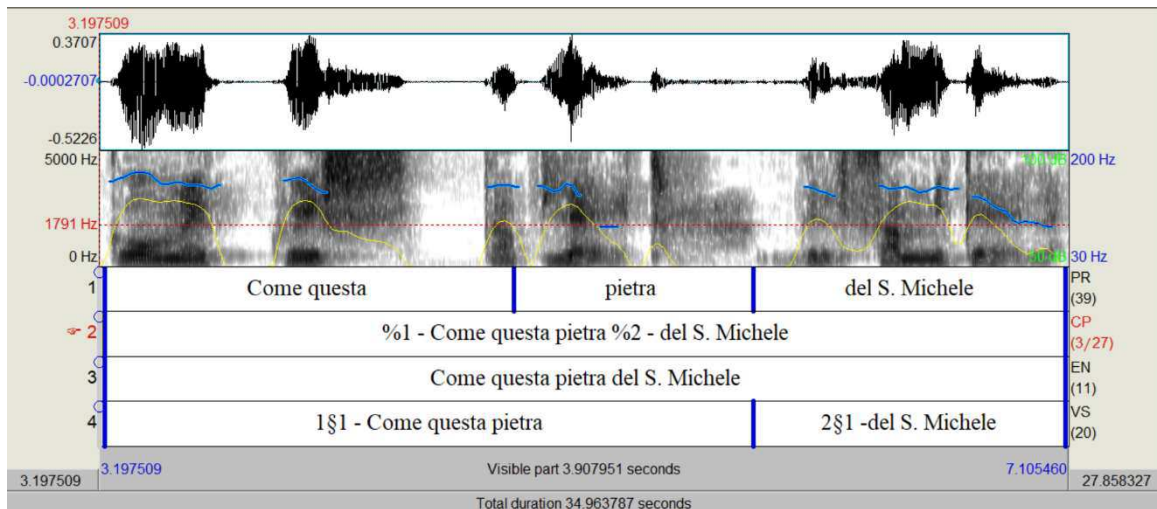 3.197509
0.3707
-0.0002707
-0.5226
5000 Hz 200 Hz
1791 Hz
0 Hz 30 Hz
1 Come questa pietra del S. Michele PR (39)
2 %1 - Come questa pietra %2 - del S. Michele CP (3/27)
3 Come questa pietra del S. Michele EN (11)
4 1§1 - Come questa pietra 2§1 -del S. Michele VS (20)
3.197509 Visible part 3.907951 seconds 7.105460
3.197509 27.858327
Total duration 34.963787 seconds